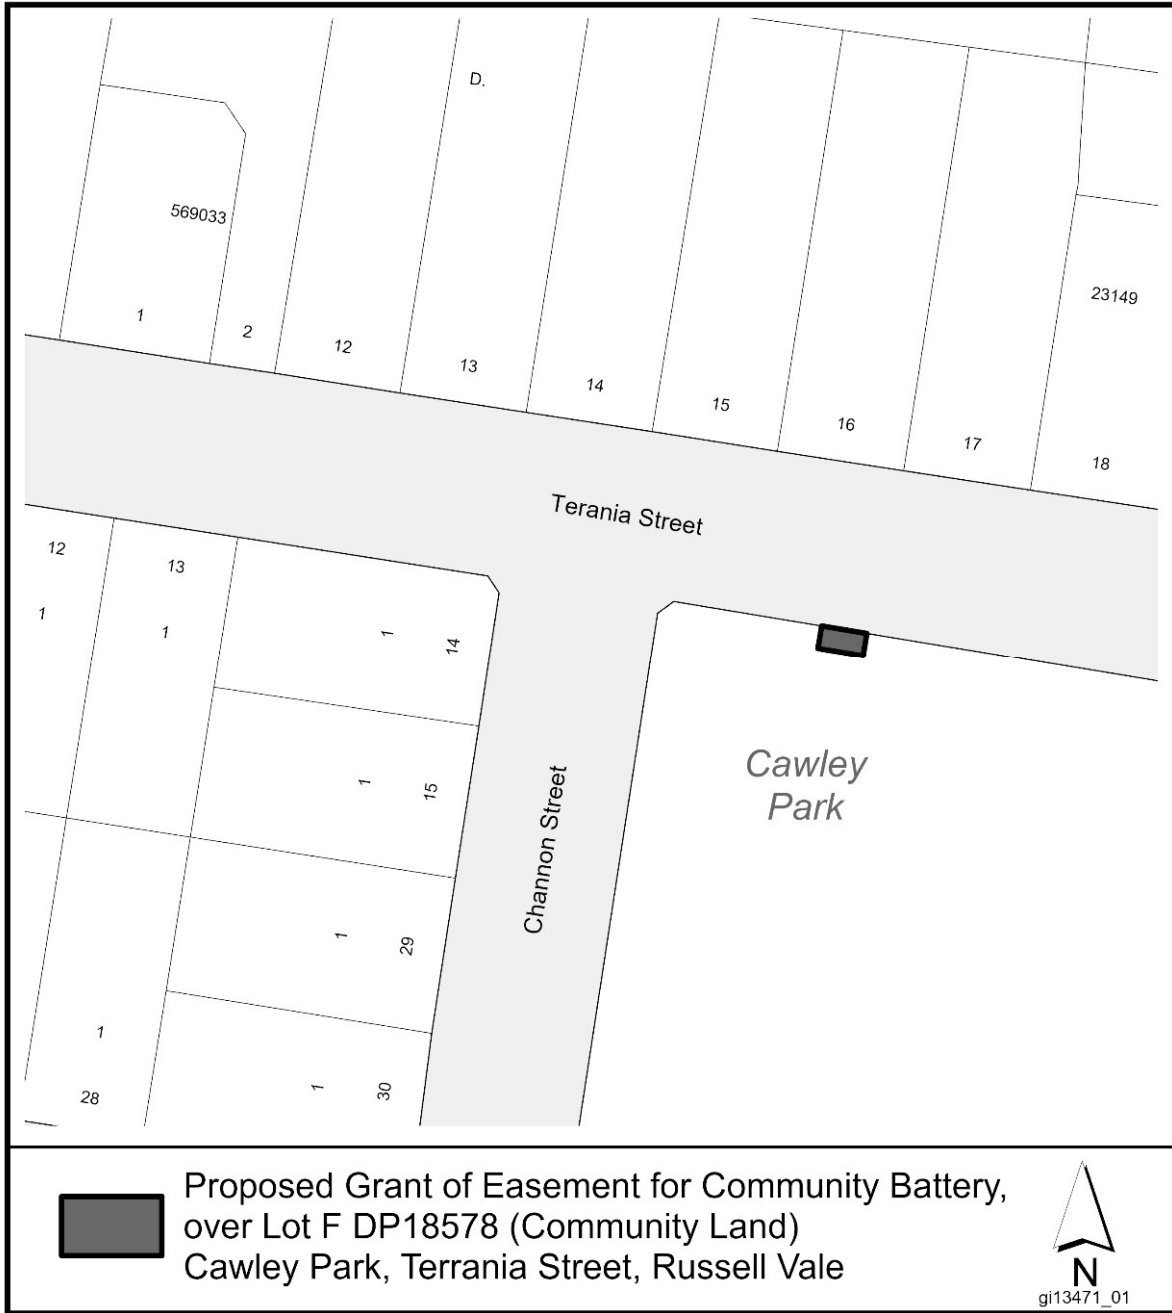 D.
569033
1
2
12
13
14
15
16
17
18
23149
Terania Street
12
1
13
1
1
14
1
15
1
29
1
30
1
28
Channon Street
Cawley
Park
Proposed Grant of Easement for Community Battery,
over Lot F DP18578 (Community Land)
Cawley Park, Terrania Street, Russell Vale
N
gi13471_01